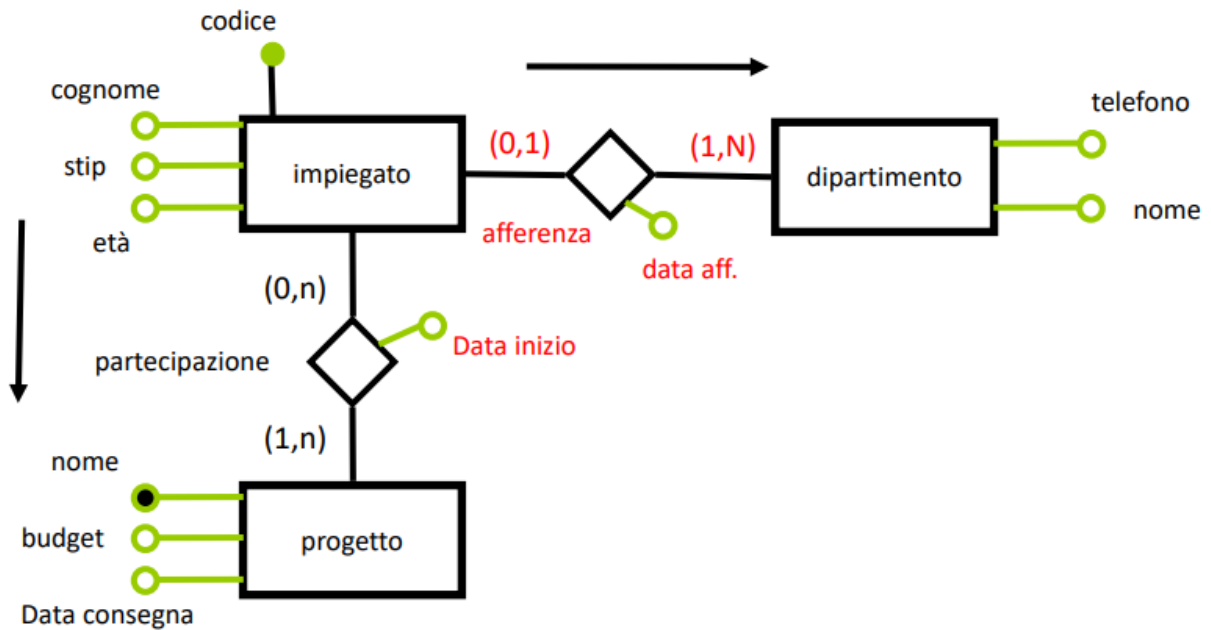 codice
cognome
telefono
(0,1)
(1,N)
stip
impiegato
dipartimento
nome
afferenza
età
data aff.
(0,n)
Data inizio
partecipazione
(1,n)
nome
budget
progetto
Data consegna